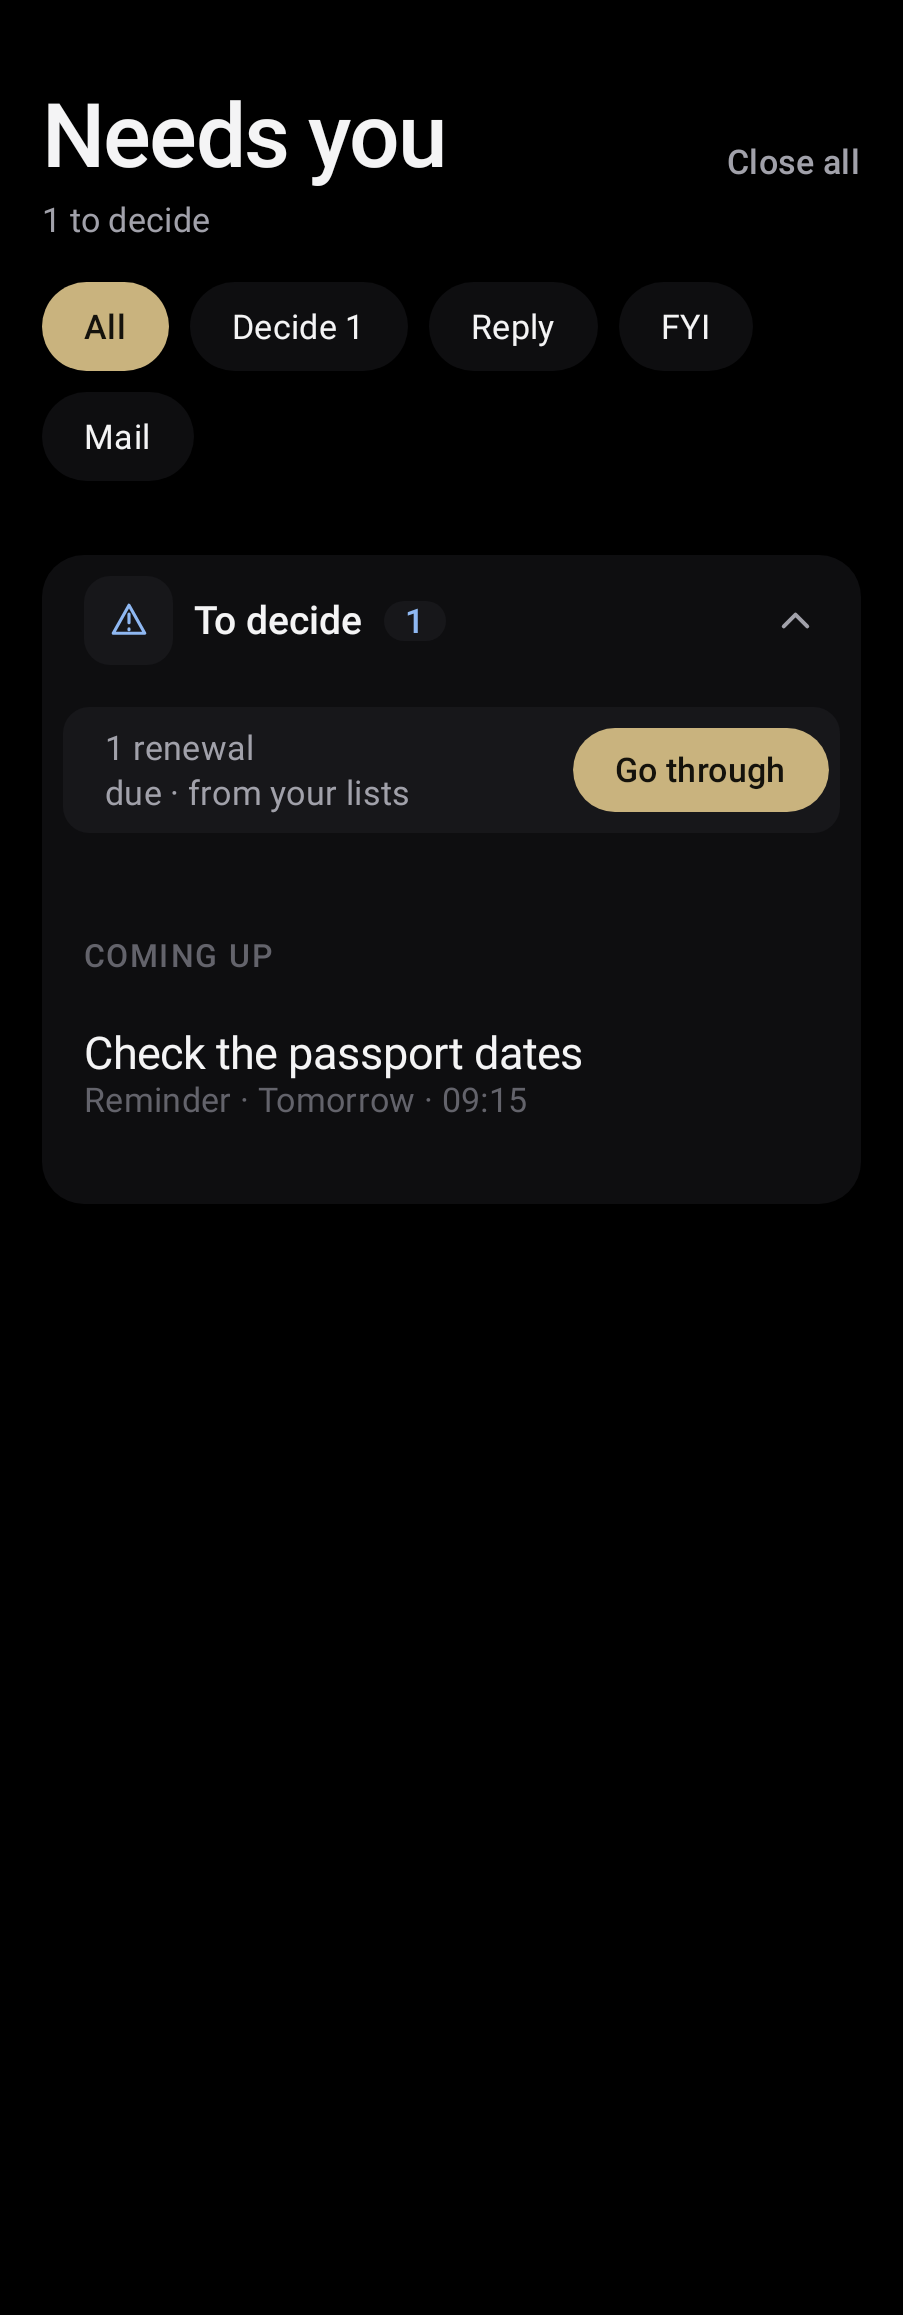 Needs you
Close all
1 to decide
All
Decide 1
Reply
FYI
Mail
To decide
1
1 renewal
due · from your lists
Go through
COMING UP
Check the passport dates
Reminder · Tomorrow · 09:15